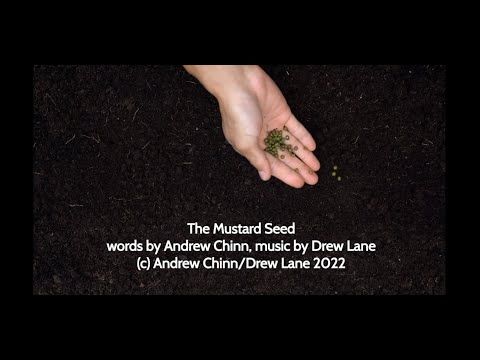 The Mustard Seed
words by Andrew Chinn, music by Drew Lane
(c) Andrew Chinn/Drew Lane 2022